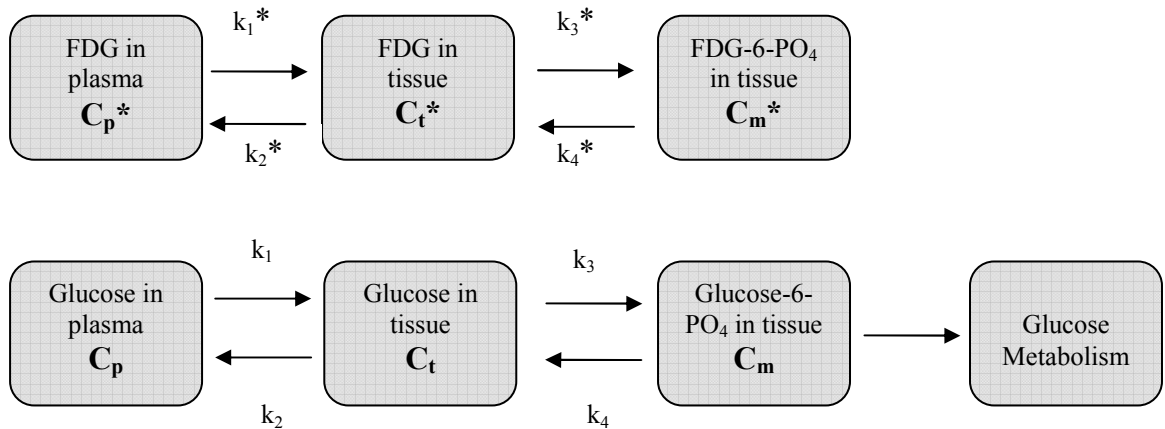 k₁*
k₃*
FDG in
plasma
Cₚ*
FDG in
tissue
Cₜ*
FDG-6-PO₄
in tissue
Cₘ*
k₂*
k₄*
k₁
k₃
Glucose in
plasma
Cₚ
Glucose in
tissue
Cₜ
Glucose-6-
PO₄ in tissue
Cₘ
Glucose
Metabolism
k₂
k₄